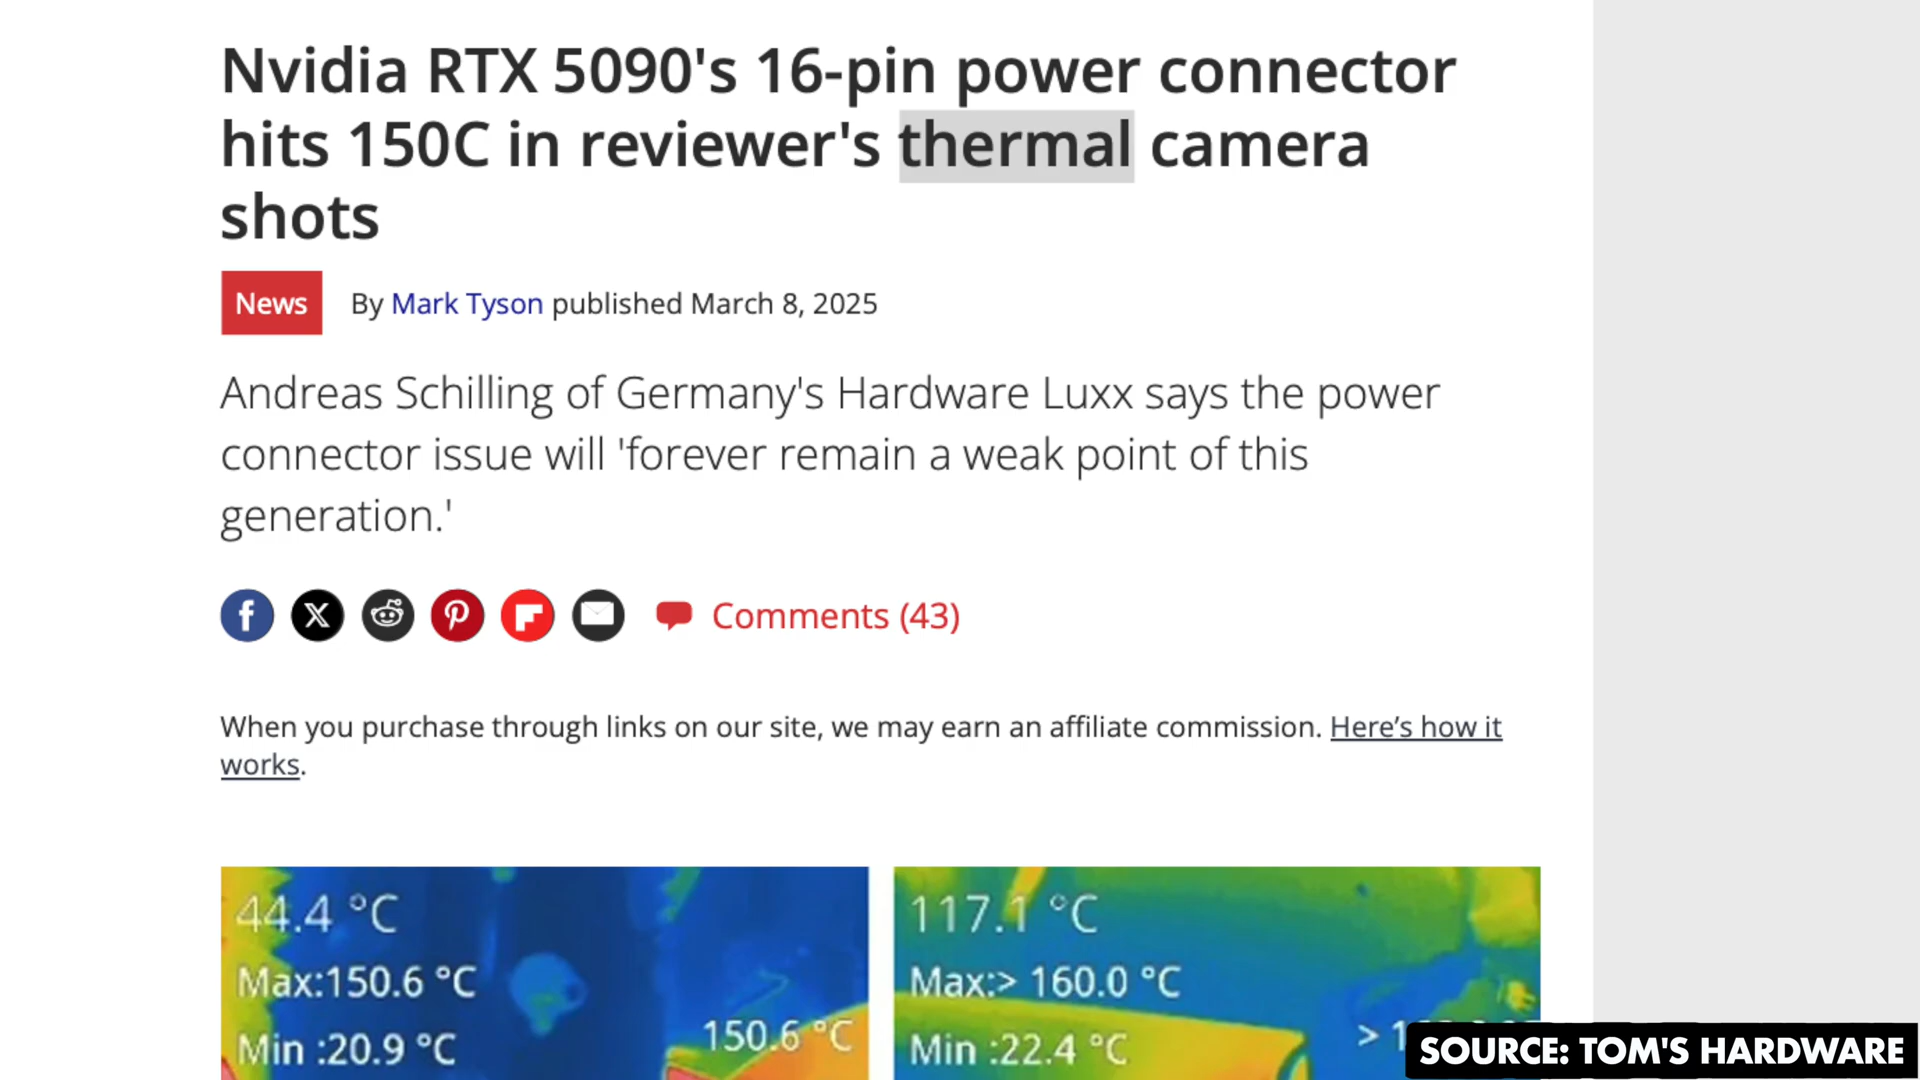 Nvidia RTX 5090's 16-pin power connector
hits 150C in reviewer's thermal camera
shots
News
By Mark Tyson published March 8, 2025
Andreas Schilling of Germany's Hardware Luxx says the power
connector issue will 'forever remain a weak point of this
generation.'
Comments (43)
When you purchase through links on our site, we may earn an affiliate commission. Here’s how it
works.
44.4 °C
Max:150.6 °C
150.6 °C
Min :20.9 °C
117.1 °C
Max:> 160.0 °C
Min :22.4 °C
SOURCE: TOM'S HARDWARE